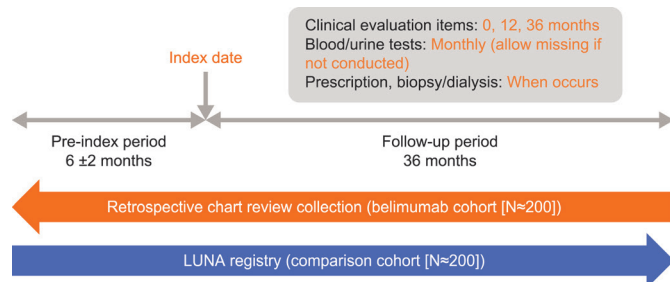 Clinical evaluation items: 0, 12, 36 months
Blood/urine tests: Monthly (allow missing if
not conducted)
Prescription, biopsy/dialysis: When occurs
Index date
Pre-index period
6 ±2 months
Follow-up period
36 months
Retrospective chart review collection (belimumab cohort [N≈200])
LUNA registry (comparison cohort [N≈200])